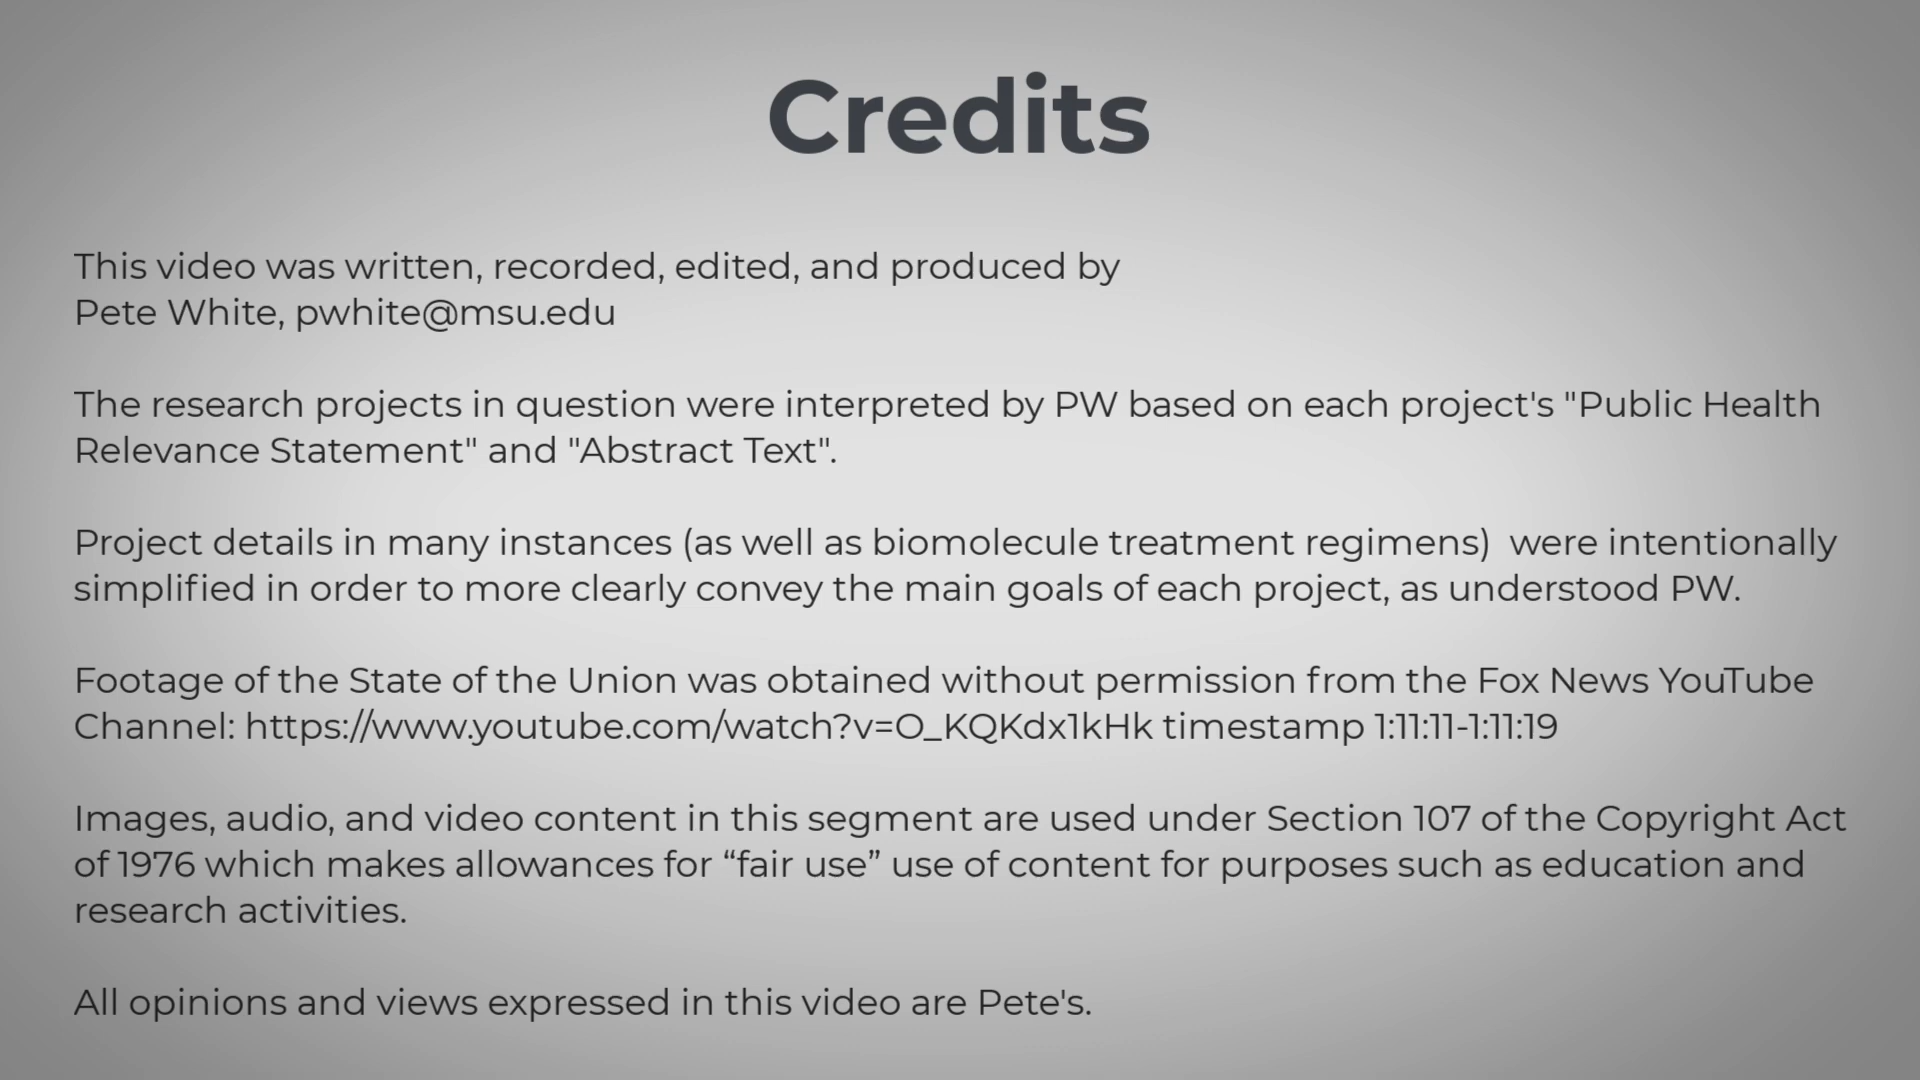 Credits
This video was written, recorded, edited, and produced by
Pete White, pwhite@msu.edu
The research projects in question were interpreted by PW based on each project's "Public Health
Relevance Statement" and "Abstract Text".
Project details in many instances (as well as biomolecule treatment regimens)  were intentionally
simplified in order to more clearly convey the main goals of each project, as understood PW.
Footage of the State of the Union was obtained without permission from the Fox News YouTube
Channel: https://www.youtube.com/watch?v=O_KQKdx1kHk timestamp 1:11:11-1:11:19
Images, audio, and video content in this segment are used under Section 107 of the Copyright Act
of 1976 which makes allowances for “fair use” use of content for purposes such as education and
research activities.
All opinions and views expressed in this video are Pete's.